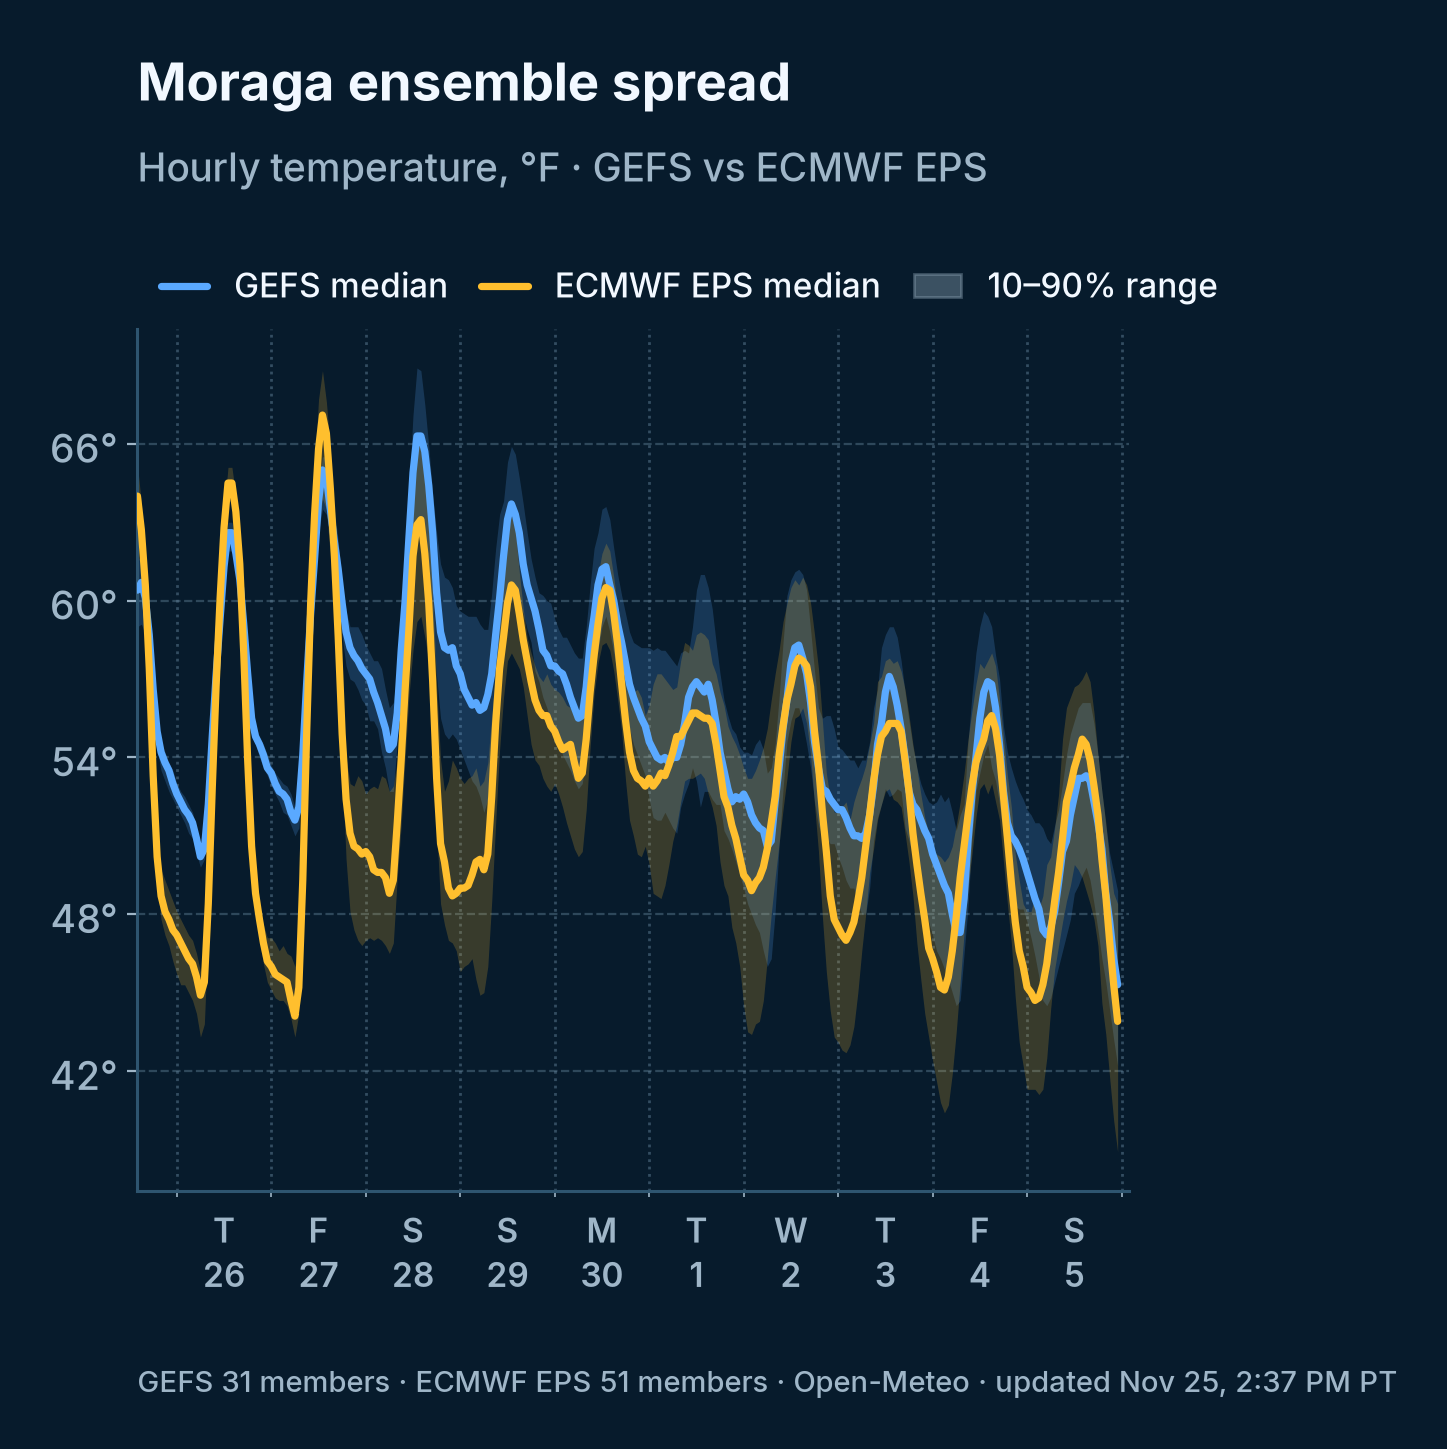 Moraga ensemble spread
Hourly temperature, °F · GEFS vs ECMWF EPS
GEFS median ECMWF EPS median 10–90% range
66°
60°
54°
48°
42°
T F S S M T W T F S
26 27 28 29 30 1 2 3 4 5
GEFS 31 members · ECMWF EPS 51 members · Open-Meteo · updated Nov 25, 2:37 PM PT